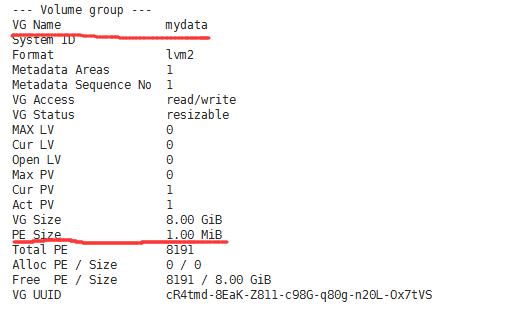 --- Volume group ---
VG Name mydata
System ID
Format lvm2
Metadata Areas 1
Metadata Sequence No 1
VG Access read/write
VG Status resizable
MAX LV 0
Cur LV 0
Open LV 0
Max PV 0
Cur PV 1
Act PV 1
VG Size 8.00 GiB
PE Size 1.00 MiB
Total PE 8191
Alloc PE / Size 0 / 0
Free PE / Size 8191 / 8.00 GiB
VG UUID cR4tmd-8EaK-Z811-c98G-q80g-n20L-Ox7tVS